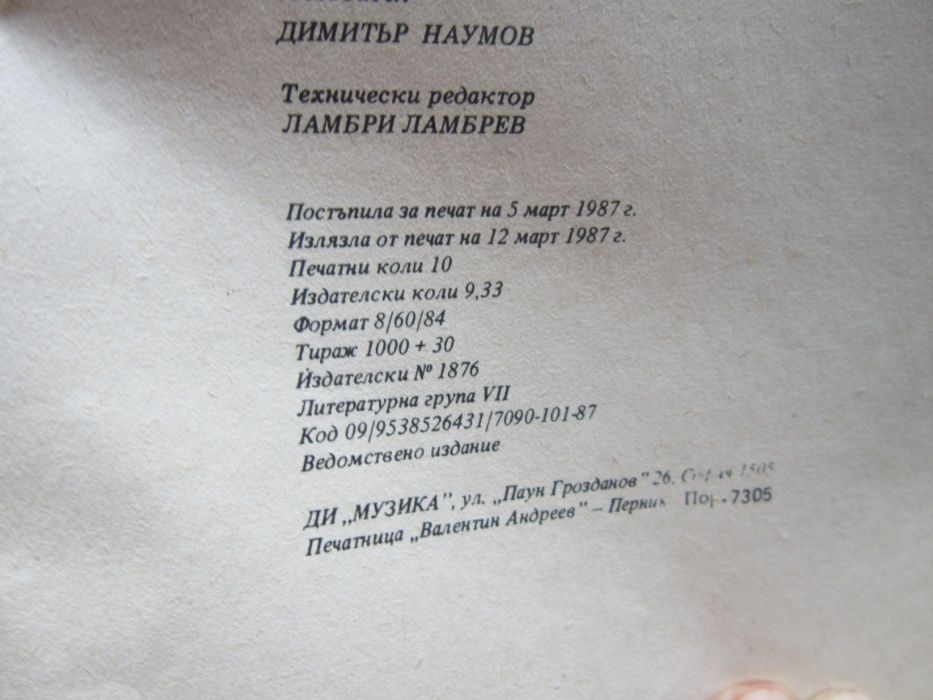 ДИМИТЪР НАУМОВ
Технически редактор
ЛАМБРИ ЛАМБРЕВ
Постъпила за печат на 5 март 1987 г.
Излязла от печат на 12 март 1987 г.
Печатни коли 10
Издателски коли 9,33
Формат 8/60/84
Тираж 1000 + 30
Издателски № 1876
Литературна група VII
Код 09/9538526431/7090-101-87
Ведомствено издание
ДИ „МУЗИКА”, ул. „Паун Грозданов” 26,
Печатница „Валентин Андреев” – Перник 7305